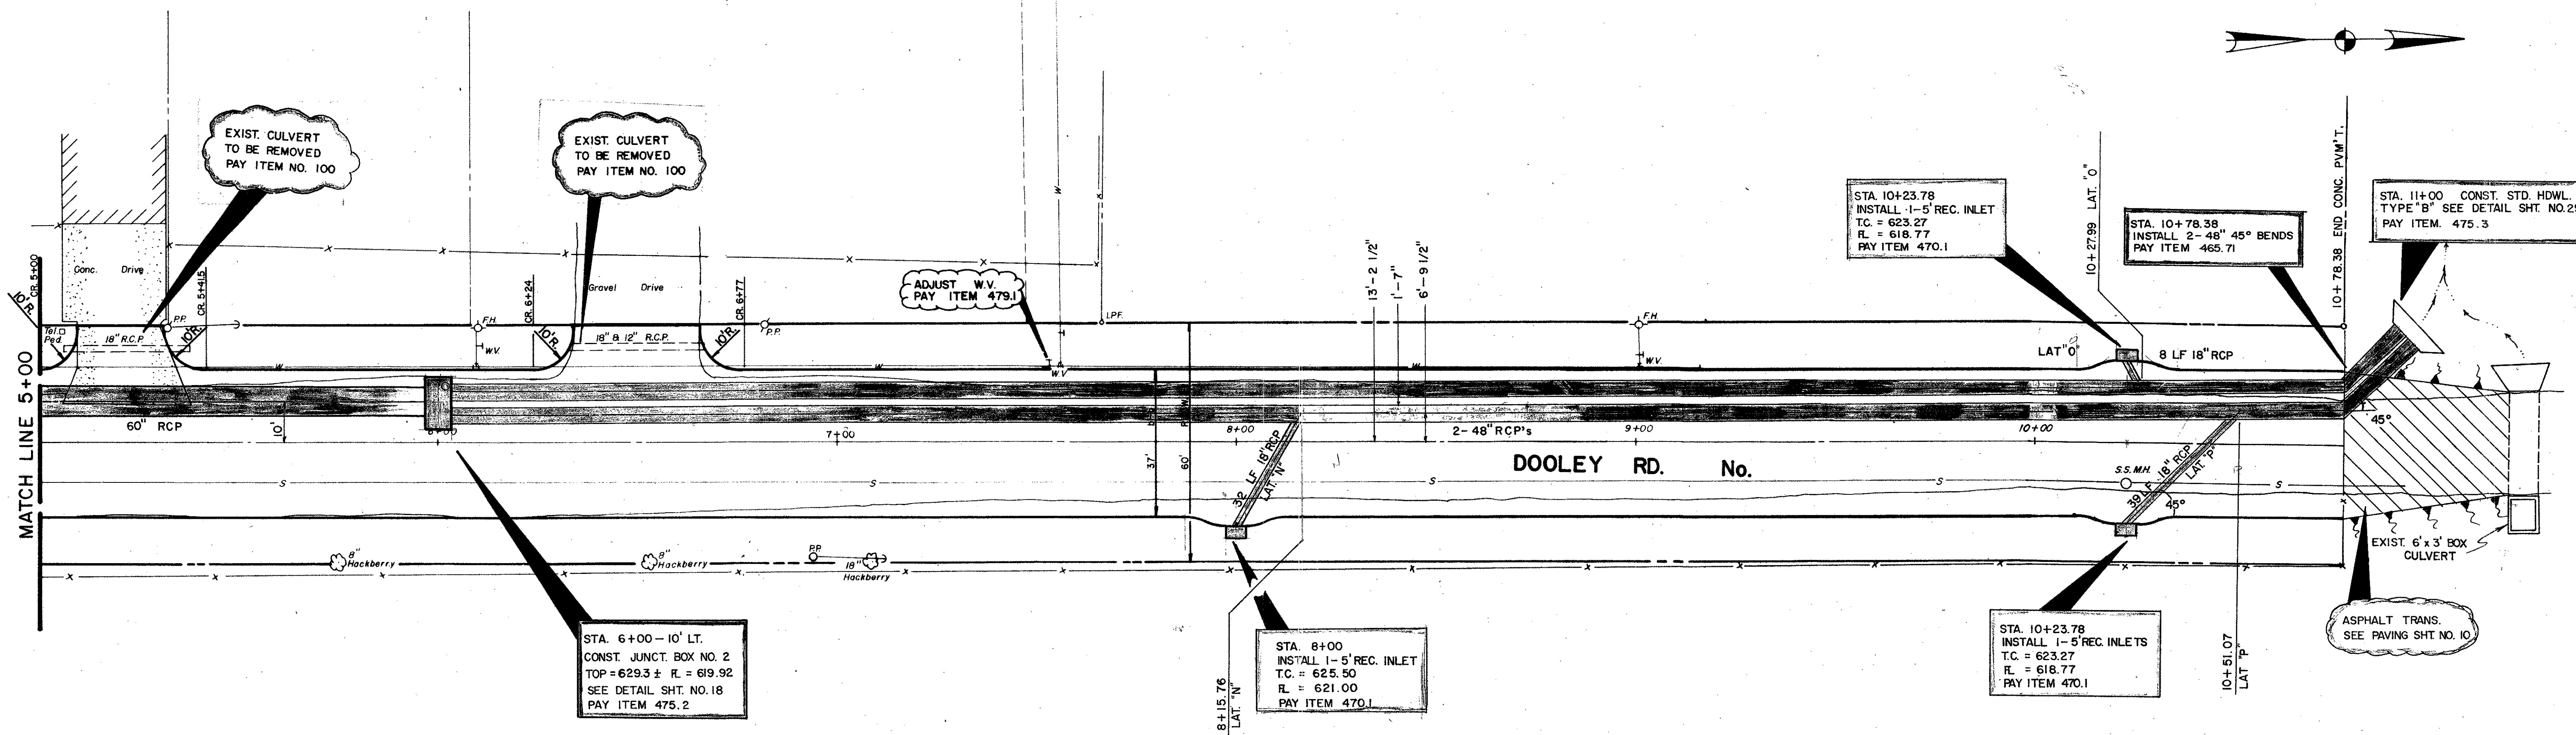 EXIST. CULVERT
TO BE REMOVED
PAY ITEM NO. 100
EXIST. CULVERT
TO BE REMOVED
PAY ITEM NO. 100
ADJUST W.V.
PAY ITEM 479.1
13'-2 1/2"
1'-7"
6'-9 1/2"
STA. 10+23.78
INSTALL 1-5' REC. INLET
T.C. = 623.27
FL = 618.77
PAY ITEM 470.1
10+27.99 LAT. "O"
STA. 10+78.38
INSTALL 2-48" 45° BENDS
PAY ITEM 465.71
10+78.38 END CONC. PVM'T.
STA. 11+00 CONST. STD. HDWL.
TYPE "B" SEE DETAIL SHT. NO.
PAY ITEM. 475.3
MATCH LINE 5+00
CR. 5+00
10' R.
Conc. Drive
CR. 5+41.5
Tel.
Ped.
18" R.C.P.
P.P.
10'R.
F.H.
W.V.
CR. 6+24
Gravel Drive
10'R.
18" & 12" R.C.P.
CR. 6+77
10'R.
P.P.
W
W
W
W.V.
W
I.P.F.
F.H.
W.V.
LAT "O"
8 LF 18" RCP
60" RCP
10'
6+00
7+00
8+00
2-48" RCP's
9+00
10+00
45°
37'
60'
R.O.W.
32 LF 18" RCP
LAT. "N"
DOOLEY RD. No.
S.S.M.H.
39 LF - 18" RCP
LAT. "P"
45°
S
S
S
S
S
8"
Hackberry
8"
Hackberry
P.P.
18"
Hackberry
EXIST. 6' x 3' BOX
CULVERT
STA. 6+00-10' LT.
CONST. JUNCT. BOX NO. 2
TOP = 629.3 ± FL = 619.92
SEE DETAIL SHT. NO. 18
PAY ITEM 475.2
8+15.76
LAT. "N"
STA. 8+00
INSTALL 1-5' REC. INLET
T.C. = 625.50
FL = 621.00
PAY ITEM 470.1
STA. 10+23.78
INSTALL 1-5' REC. INLETS
T.C. = 623.27
FL = 618.77
PAY ITEM 470.1
10+51.07
LAT "P"
ASPHALT TRANS.
SEE PAVING SHT. NO. 10